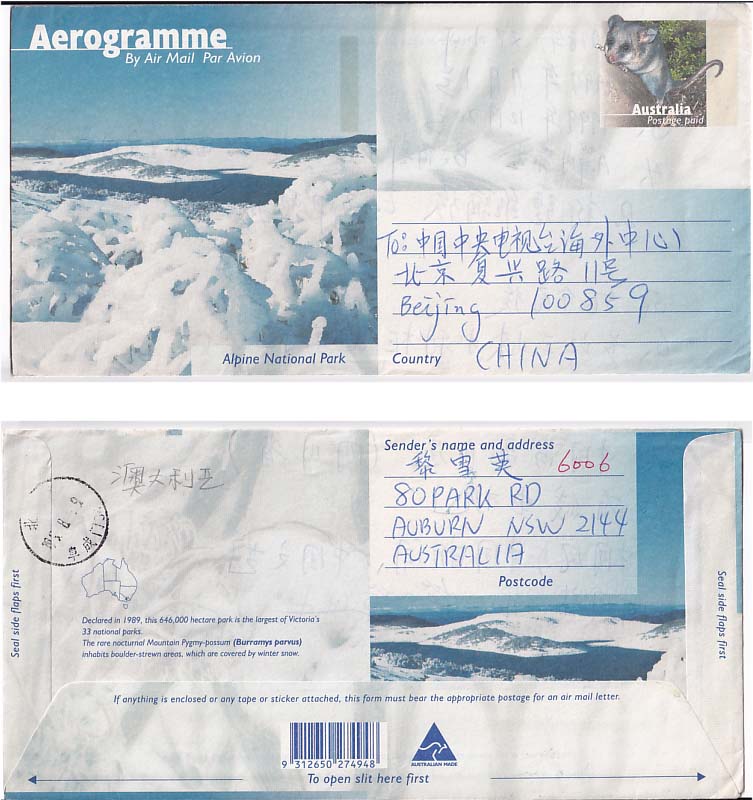 Aerogramme
By Air Mail Par Avion
Australia
Postage paid
To: 中国中央电视台海外中心
北京复兴路11号
Beijing 100859
Country CHINA
Alpine National Park
Sender's name and address
黎雪英 6006
80 PARK RD
AUBURN NSW 2144
AUSTRALIA
Postcode
澳大利亚
Seal side flaps first
Seal side flaps first
Declared in 1989, this 646,000 hectare park is the largest of Victoria's
33 national parks.
The rare nocturnal Mountain Pygmy-possum (Burramys parvus)
inhabits boulder-strewn areas, which are covered by winter snow.
If anything is enclosed or any tape or sticker attached, this form must bear the appropriate postage for an air mail letter.
9 312650 274948
AUSTRALIAN MADE
To open slit here first